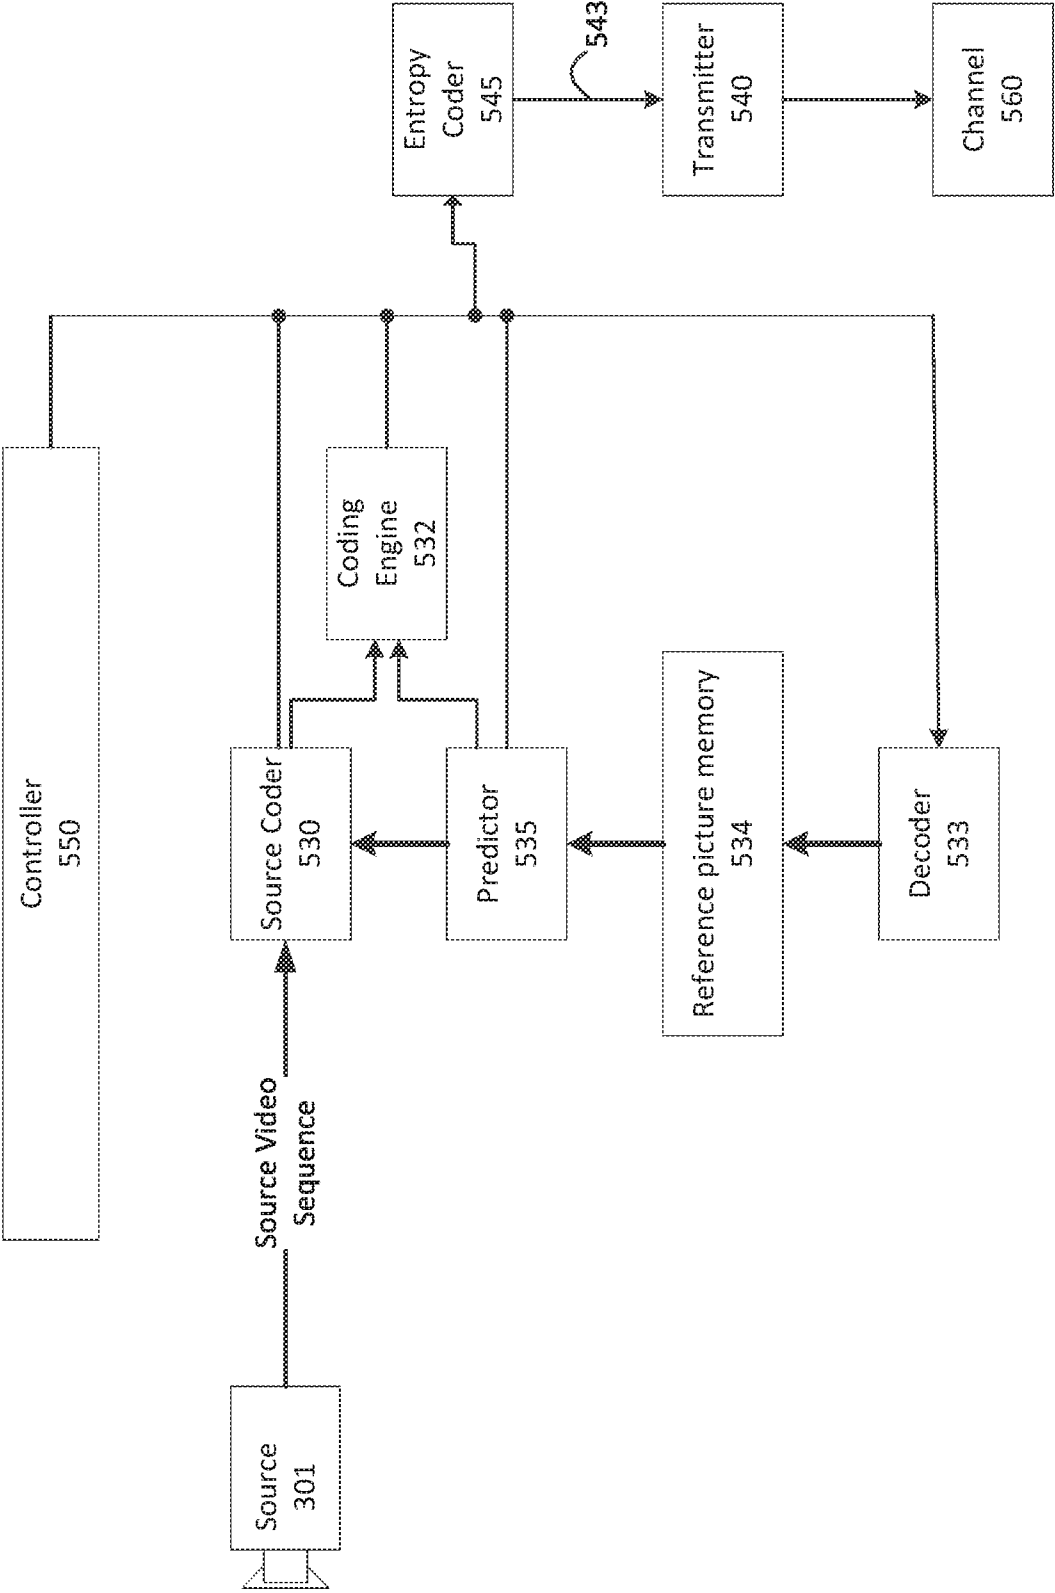 Controller
550
Source
301
Source Video
Sequence
Source Coder
530
Coding
Engine
532
Predictor
535
Reference picture memory
534
Decoder
533
Entropy
Coder
545
543
Transmitter
540
Channel
560